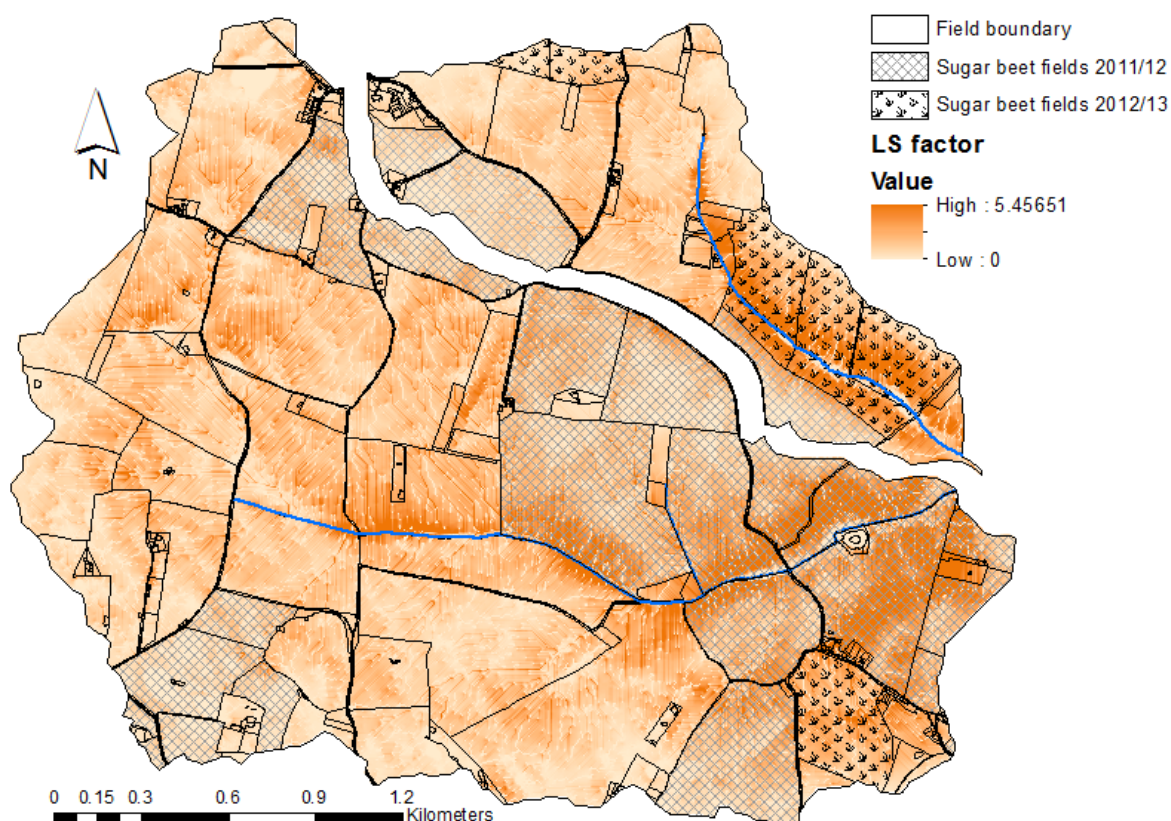 Field boundary
Sugar beet fields 2011/12
Sugar beet fields 2012/13
LS factor
Value
High : 5.45651
Low : 0
N
0 0.15 0.3 0.6 0.9 1.2
Kilometers